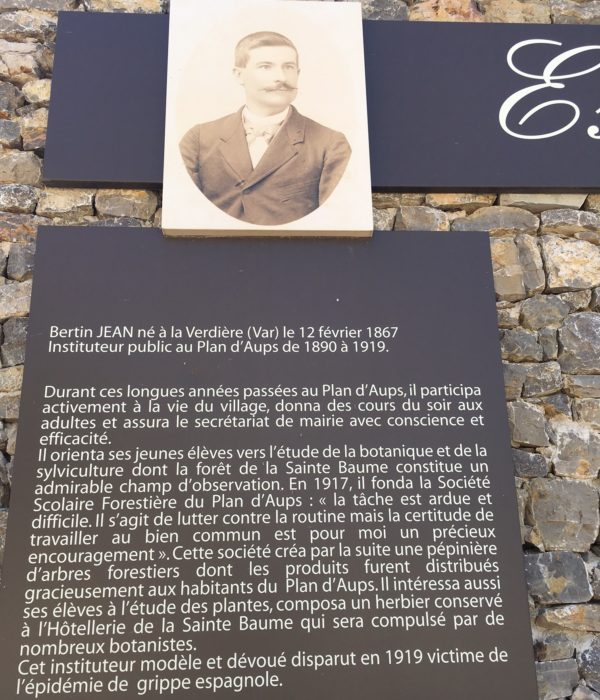 Bertin JEAN né à la Verdière (Var) le 12 février 1867
Instituteur public au Plan d'Aups de 1890 à 1919.
Durant ces longues années passées au Plan d'Aups, il participa
activement à la vie du village, donna des cours du soir aux
adultes et assura le secrétariat de mairie avec conscience et
efficacité.
Il orienta ses jeunes élèves vers l'étude de la botanique et de la
sylviculture dont la forêt de la Sainte Baume constitue un
admirable champ d'observation. En 1917, il fonda la Société
Scolaire Forestière du Plan d'Aups : « la tâche est ardue et
difficile. Il s'agit de lutter contre la routine mais la certitude de
travailler au bien commun est pour moi un précieux
encouragement ». Cette société créa par la suite une pépinière
d'arbres forestiers dont les produits furent distribués
gracieusement aux habitants du Plan d'Aups. Il intéressa aussi
ses élèves à l'étude des plantes, composa un herbier conservé
à l'Hôtellerie de la Sainte Baume qui sera compulsé par de
nombreux botanistes.
Cet instituteur modèle et dévoué disparut en 1919 victime de
l'épidémie de grippe espagnole.